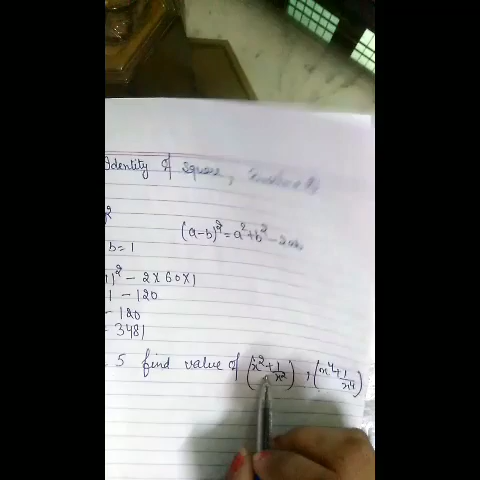 Identity of square,
2
(a-b)² = a² + b² - 2ab
b = 1
1)² - 2×60×1
1 - 120
- 120
= 3481
5 find value of (x² + 1/x²), (x⁴ + 1/x⁴)